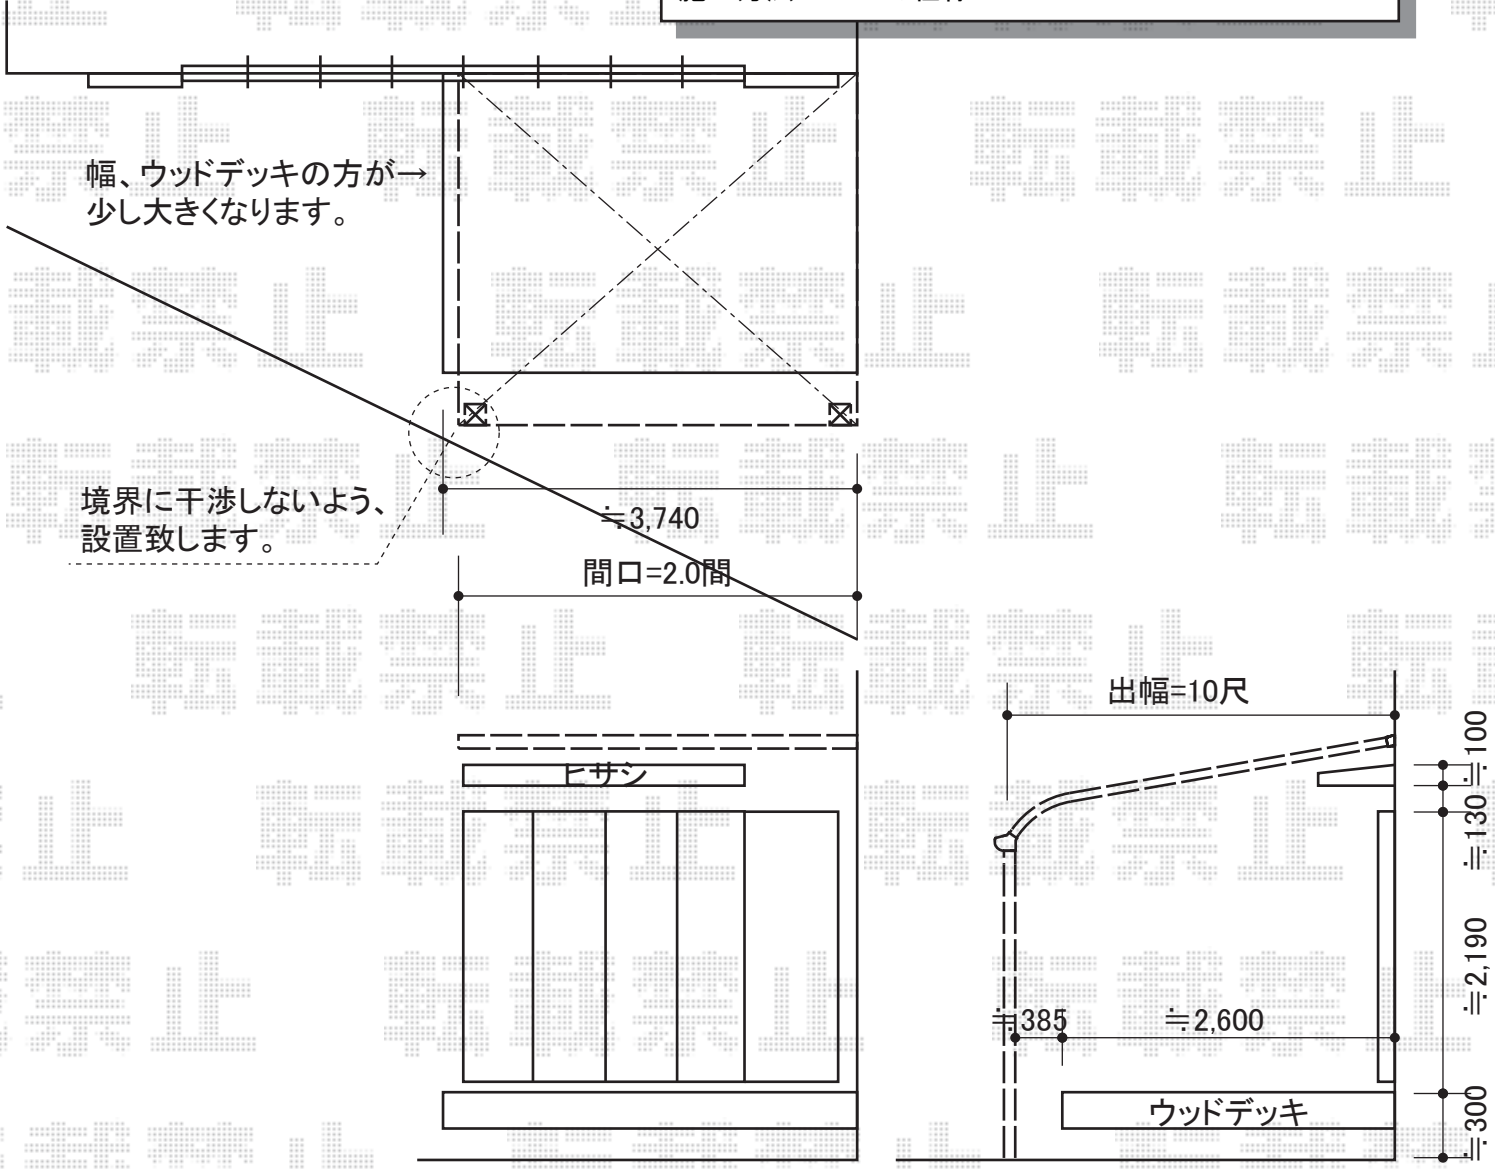 幅、ウッドデッキの方が→
少し大きくなります。
境界に干渉しないよう、
設置致します。
≒3,740
間口=2.0間
ヒサシ
出幅=10尺
≒100
≒130
≒2,190
≒300
≒385
≒2,600
ウッドデッキ
転載禁止